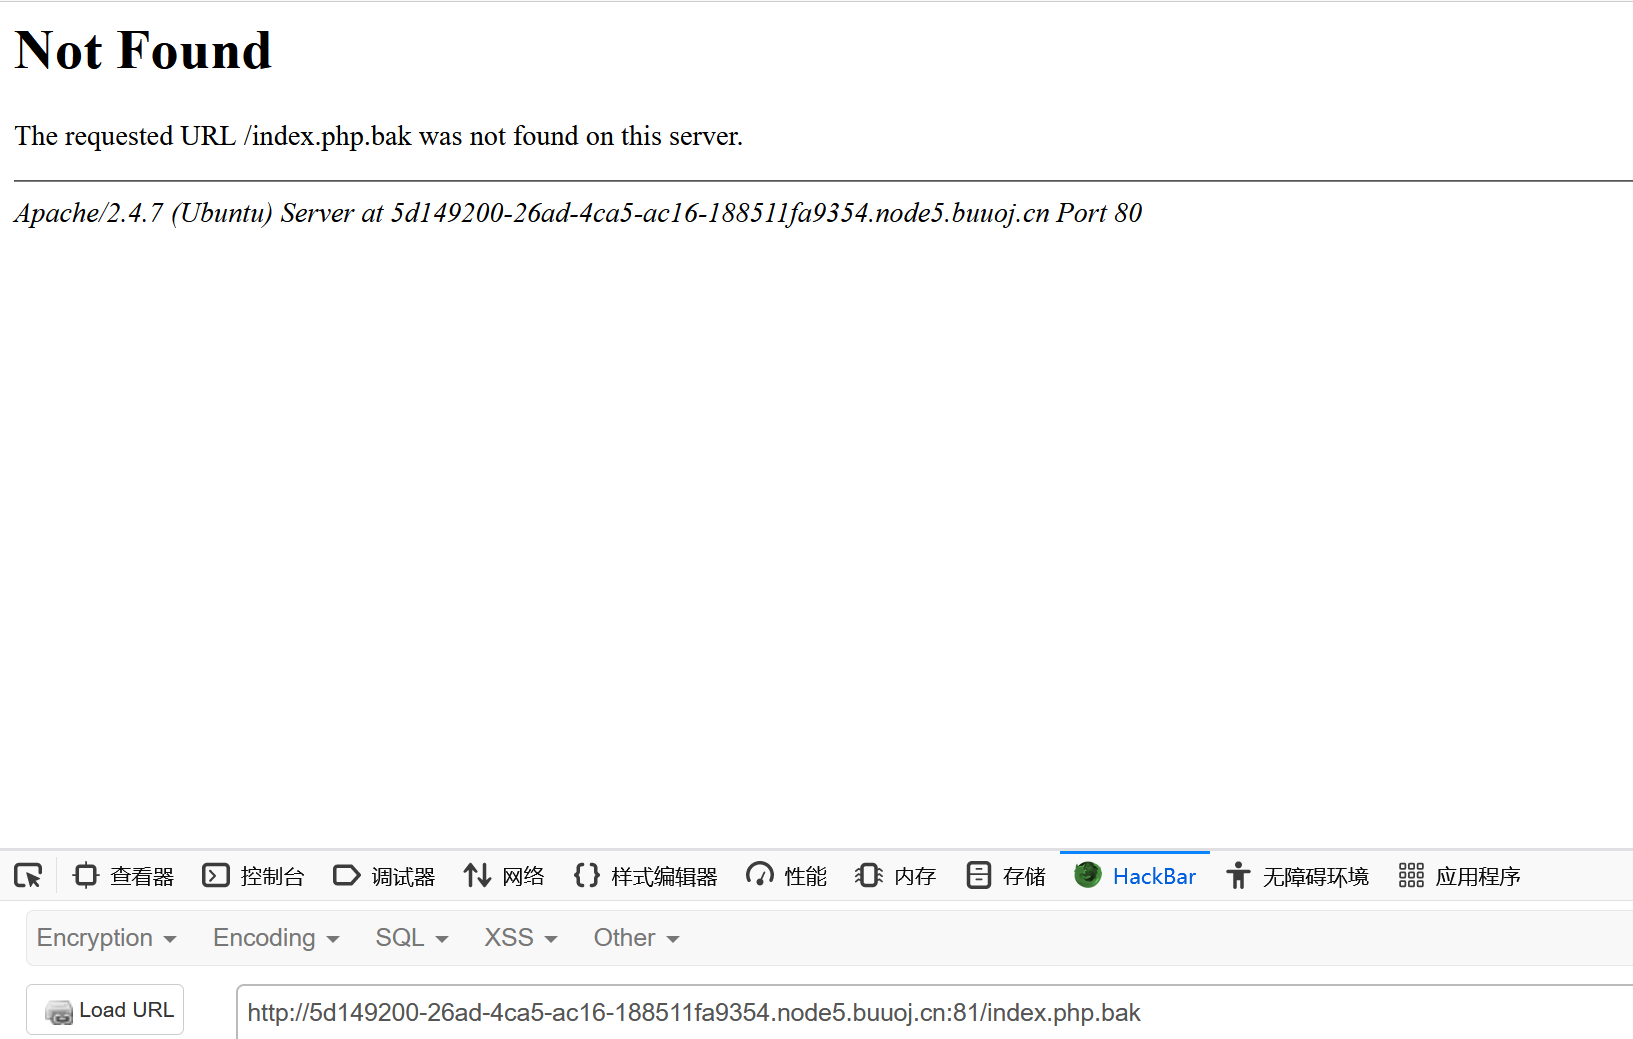 Not Found
The requested URL /index.php.bak was not found on this server.
Apache/2.4.7 (Ubuntu) Server at 5d149200-26ad-4ca5-ac16-188511fa9354.node5.buuoj.cn Port 80
查看器 控制台 调试器 网络 样式编辑器 性能 内存 存储 HackBar 无障碍环境 应用程序
Encryption Encoding SQL XSS Other
Load URL http://5d149200-26ad-4ca5-ac16-188511fa9354.node5.buuoj.cn:81/index.php.bak